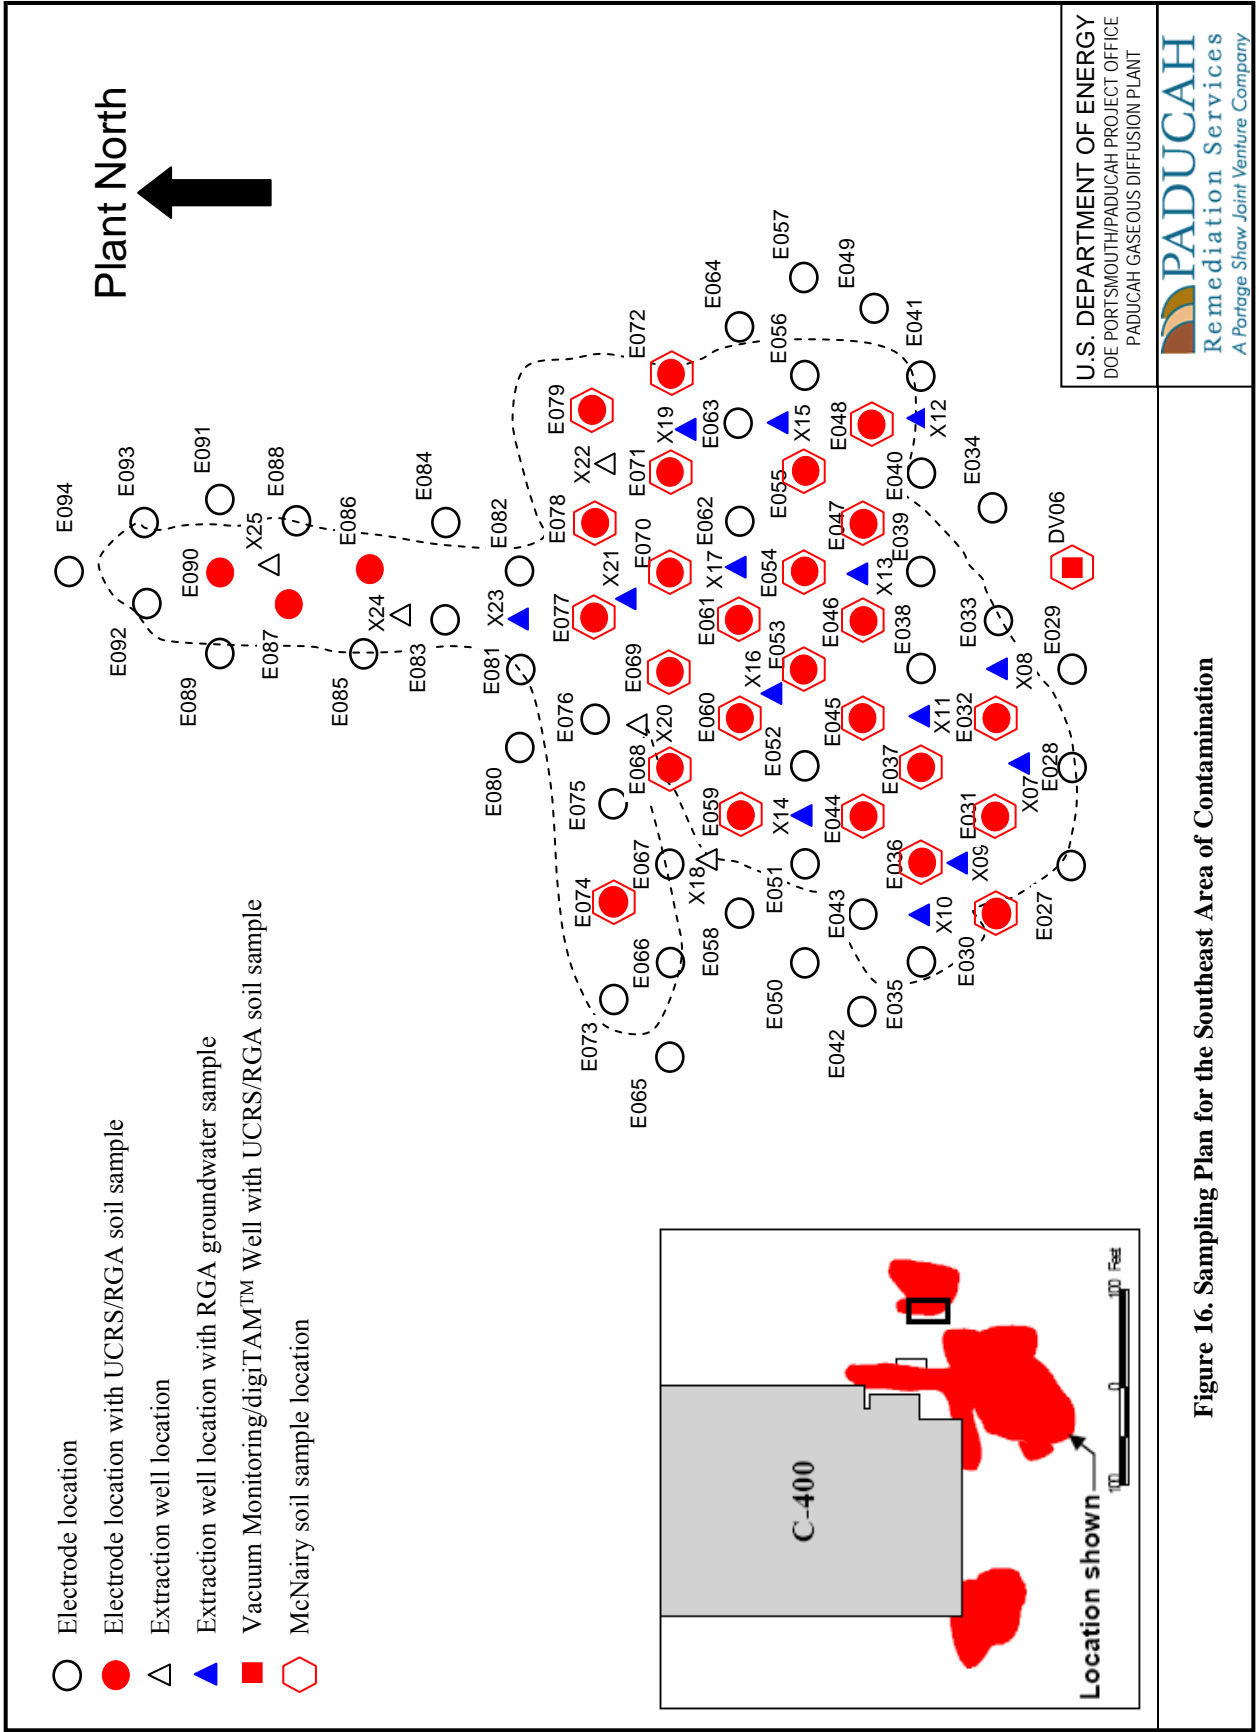 Electrode location
Electrode location with UCRS/RGA soil sample
Extraction well location
Extraction well location with RGA groundwater sample
Vacuum Monitoring/digiTAM™ Well with UCRS/RGA soil sample
McNairy soil sample location
Plant North
E094
E093
E091
E092
E090
X25
E088
E089
E087
E086
E085
X24
E084
E083
E082
X23
E081
E080
E079
E078
X22
E077
X21
E076
E075
E074
E073
E072
X19
E071
E070
E069
X20
E068
E067
E066
E065
E064
E063
E062
X17
E061
X16
E060
E059
X18
E058
E057
E056
X15
E055
E054
E053
E052
X14
E051
E050
E049
E048
E047
X13
E046
E045
E044
E043
E042
E041
X12
E040
E039
E038
X11
E037
E036
X09
X10
E035
E034
E033
X08
E032
X07
E031
E030
DV06
E029
E028
E027
C-400
Location shown
100 0 100 Feet
U.S. DEPARTMENT OF ENERGY
DOE PORTSMOUTH/PADUCAH PROJECT OFFICE
PADUCAH GASEOUS DIFFUSION PLANT
PADUCAH
Remediation Services
A Portage Shaw Joint Venture Company
Figure 16. Sampling Plan for the Southeast Area of Contamination